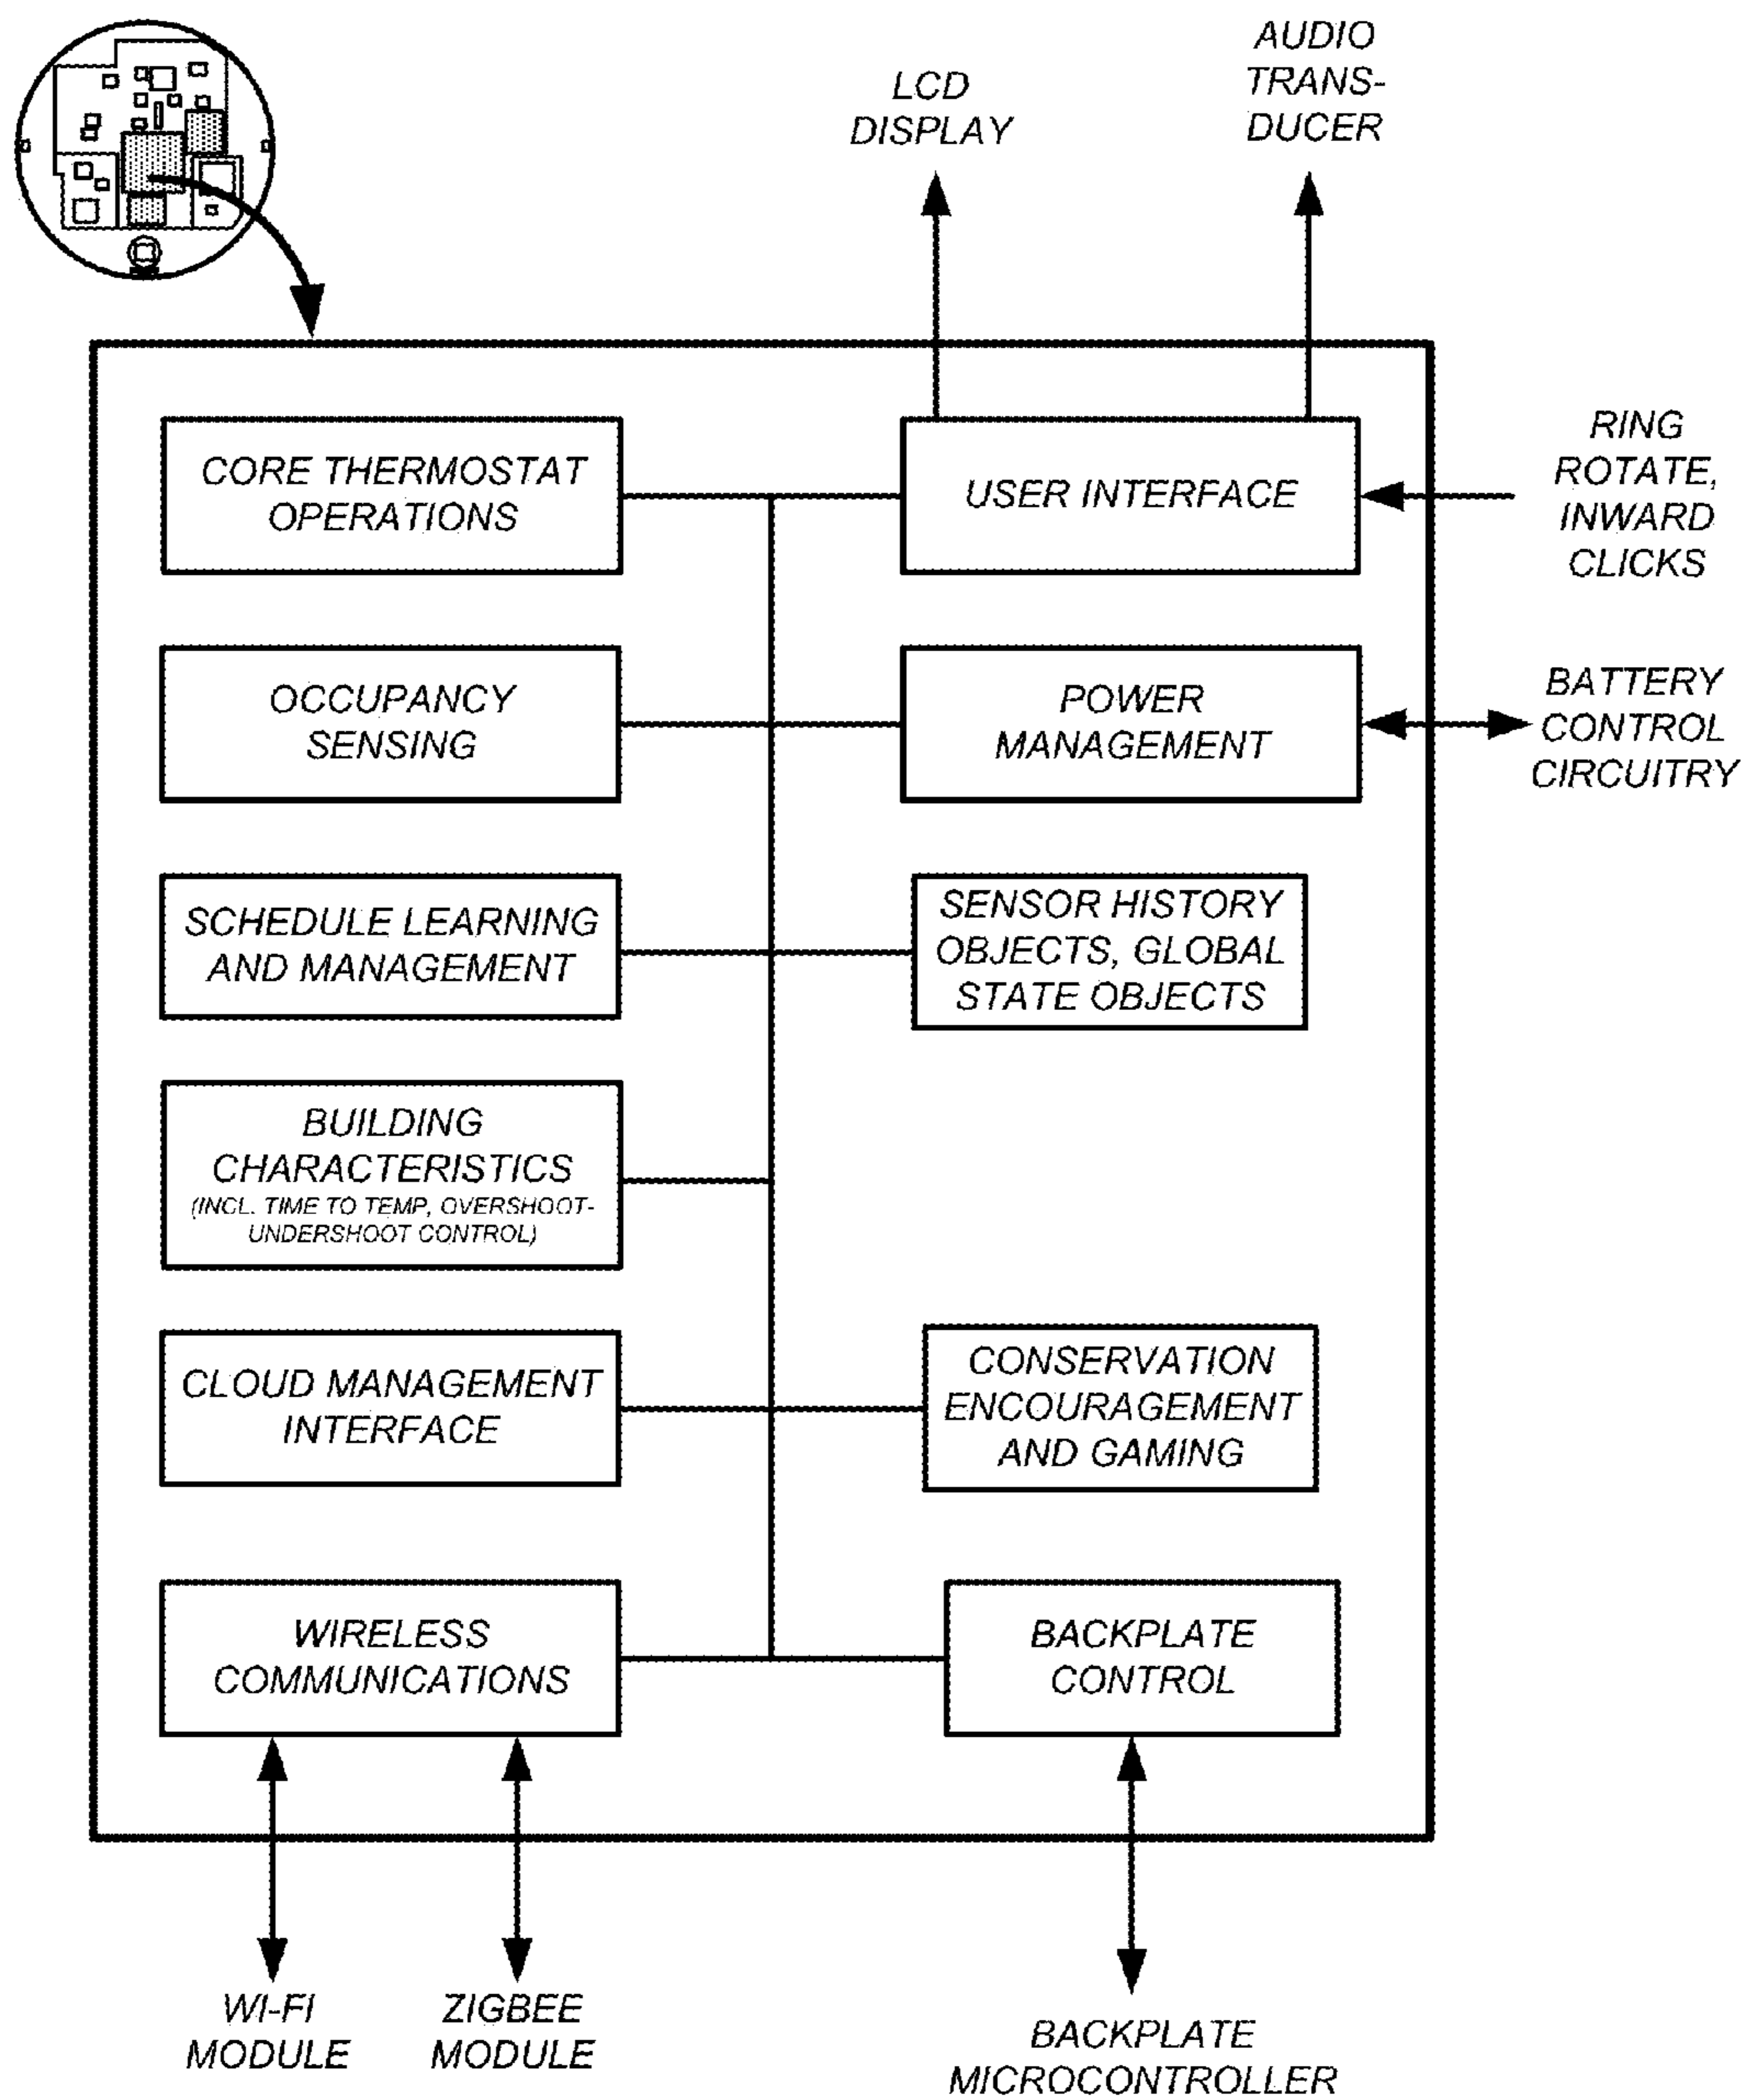 LCD
DISPLAY
AUDIO
TRANS-
DUCER
CORE THERMOSTAT
OPERATIONS
USER INTERFACE
RING
ROTATE,
INWARD
CLICKS
OCCUPANCY
SENSING
POWER
MANAGEMENT
BATTERY
CONTROL
CIRCUITRY
SCHEDULE LEARNING
AND MANAGEMENT
SENSOR HISTORY
OBJECTS, GLOBAL
STATE OBJECTS
BUILDING
CHARACTERISTICS
(INCL. TIME TO TEMP, OVERSHOOT-
UNDERSHOOT CONTROL)
CLOUD MANAGEMENT
INTERFACE
CONSERVATION
ENCOURAGEMENT
AND GAMING
WIRELESS
COMMUNICATIONS
BACKPLATE
CONTROL
WI-FI
MODULE
ZIGBEE
MODULE
BACKPLATE
MICROCONTROLLER